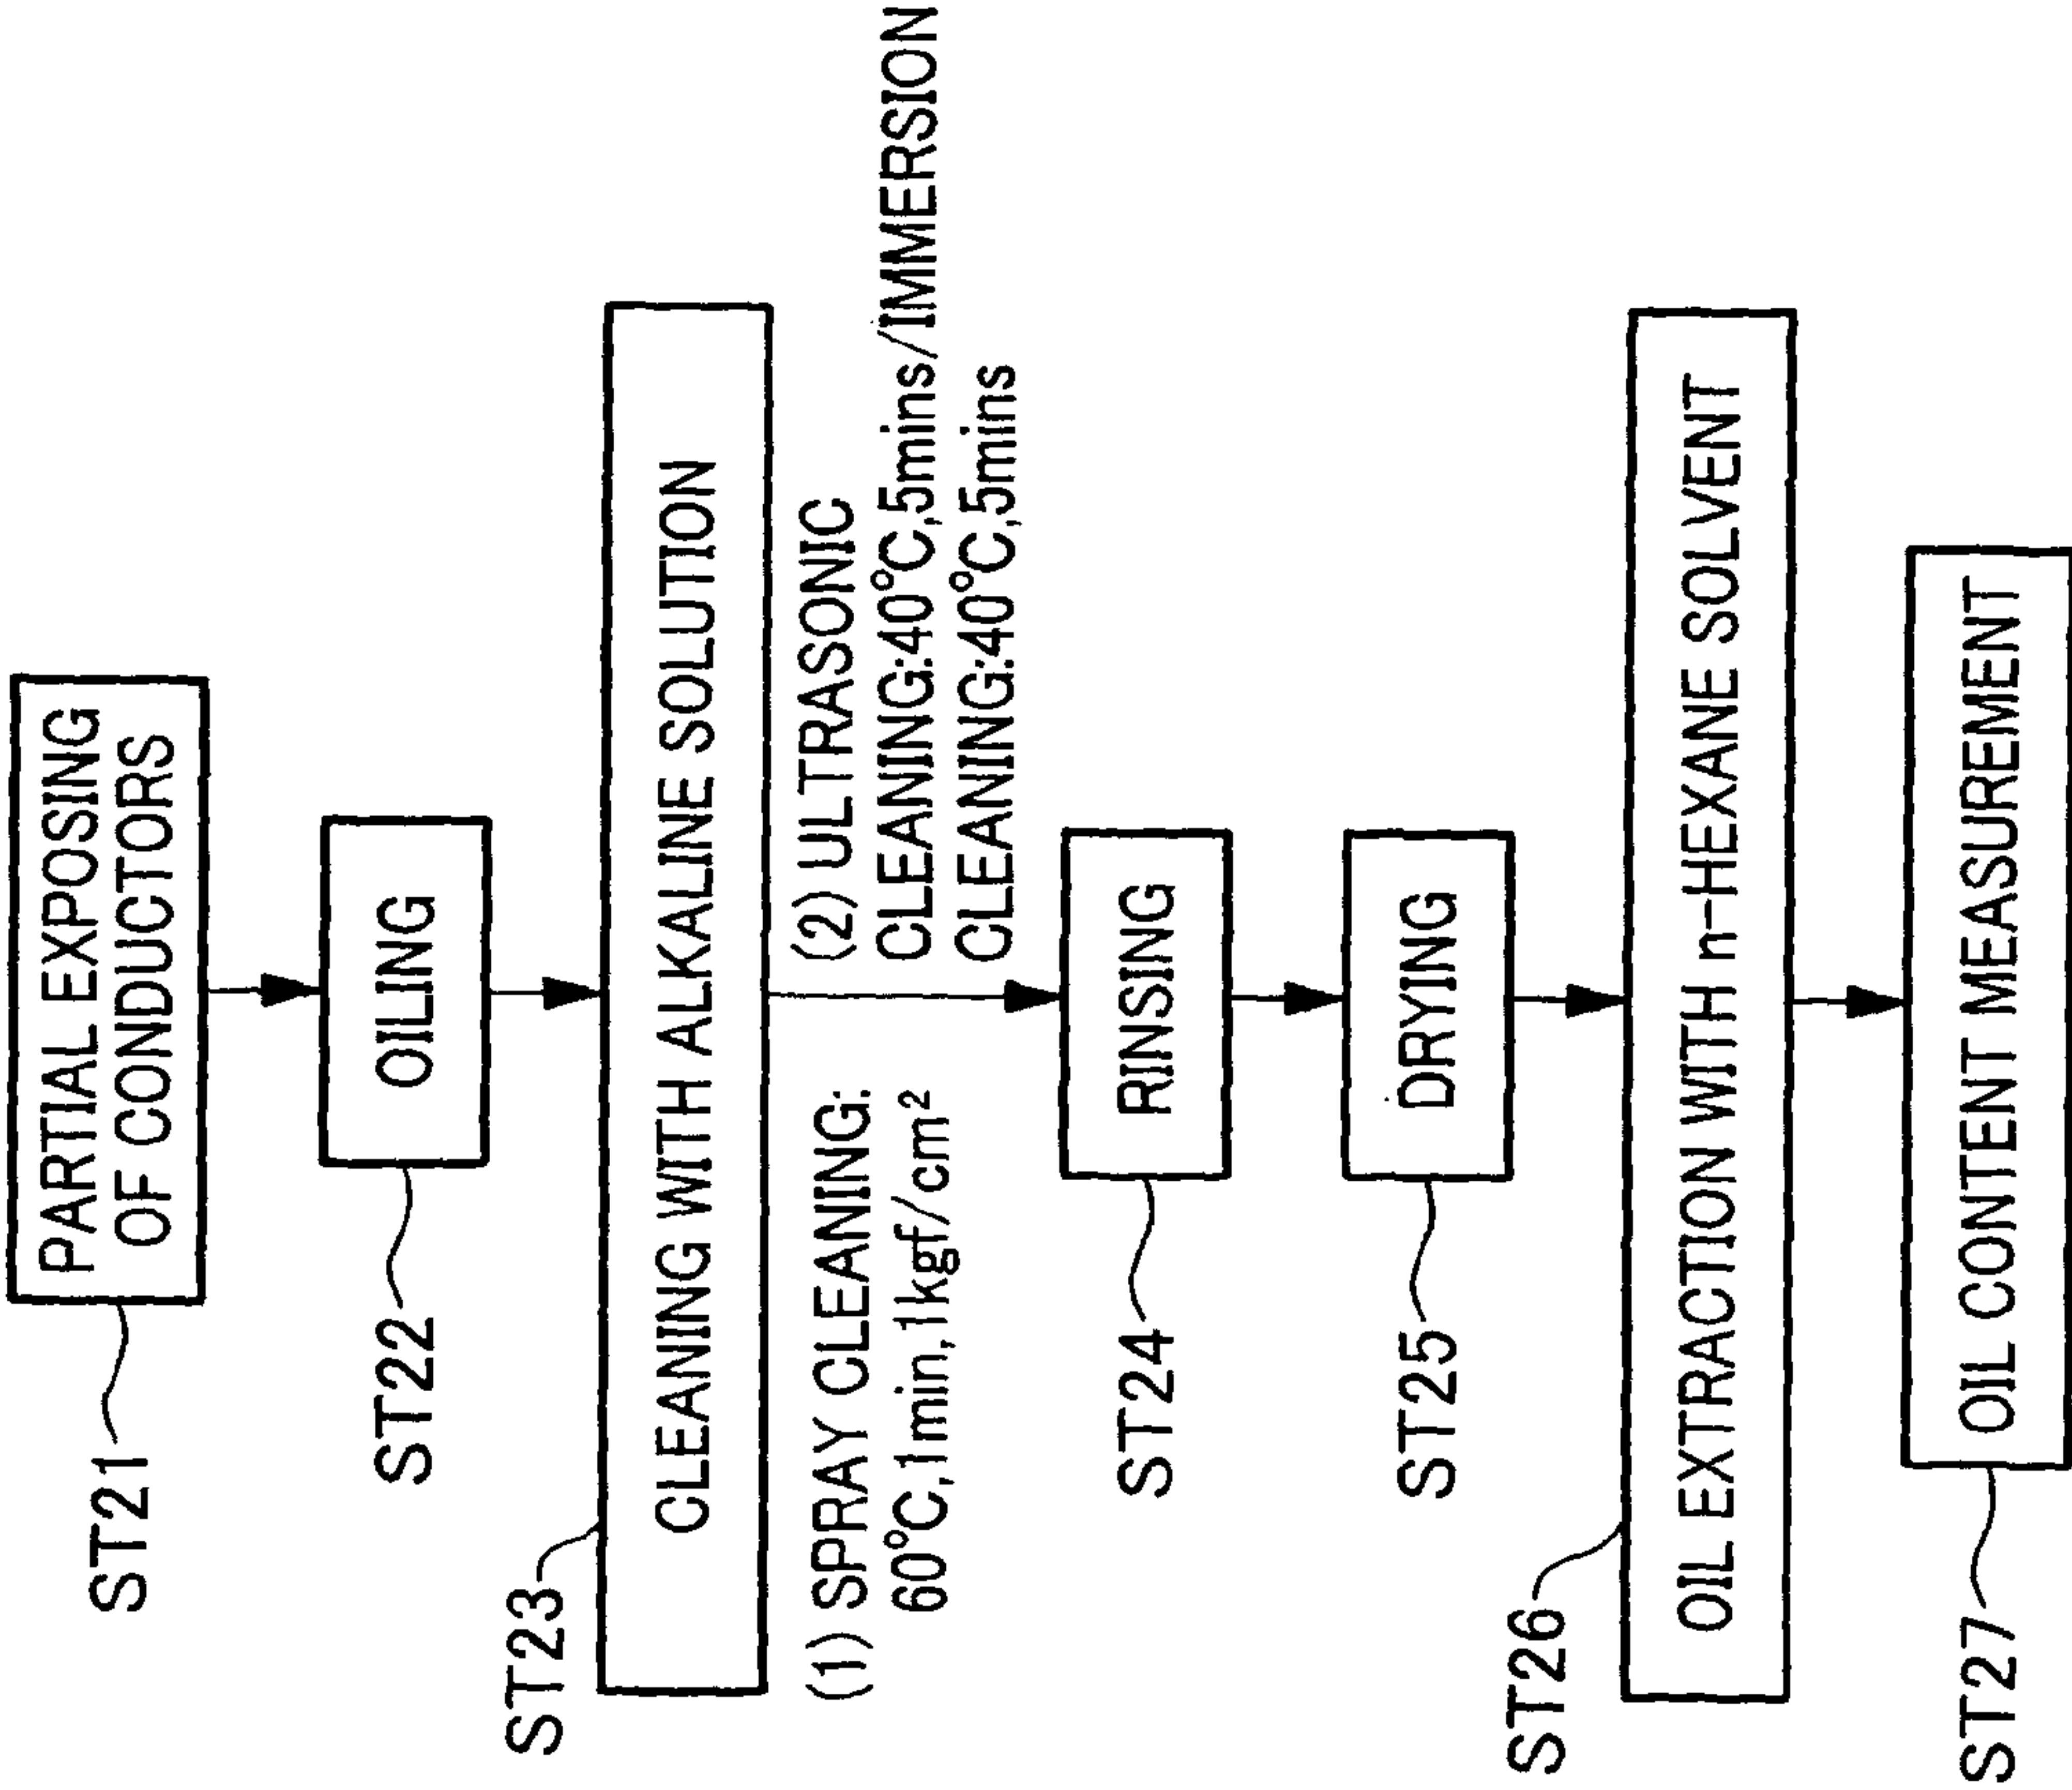 ST21
PARTIAL EXPOSING
OF CONDUCTORS
ST22
OILING
ST23
CLEANING WITH ALKALINE SOLUTION
(1) SPRAY CLEANING:
60°C,1min,1kgf/cm²
(2) ULTRASONIC
CLEANING:40°C,5mins/IMMERSION
CLEANING:40°C,5mins
ST24
RINSING
ST25
DRYING
ST26
OIL EXTRACTION WITH n-HEXANE SOLVENT
ST27
OIL CONTENT MEASUREMENT